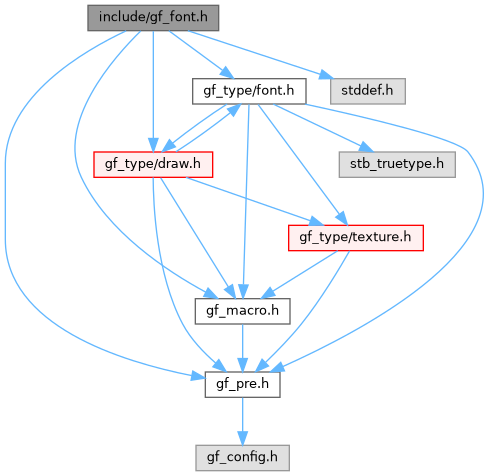 include/gf_font.h
gf_type/font.h
stddef.h
gf_type/draw.h
stb_truetype.h
gf_type/texture.h
gf_macro.h
gf_pre.h
gf_config.h